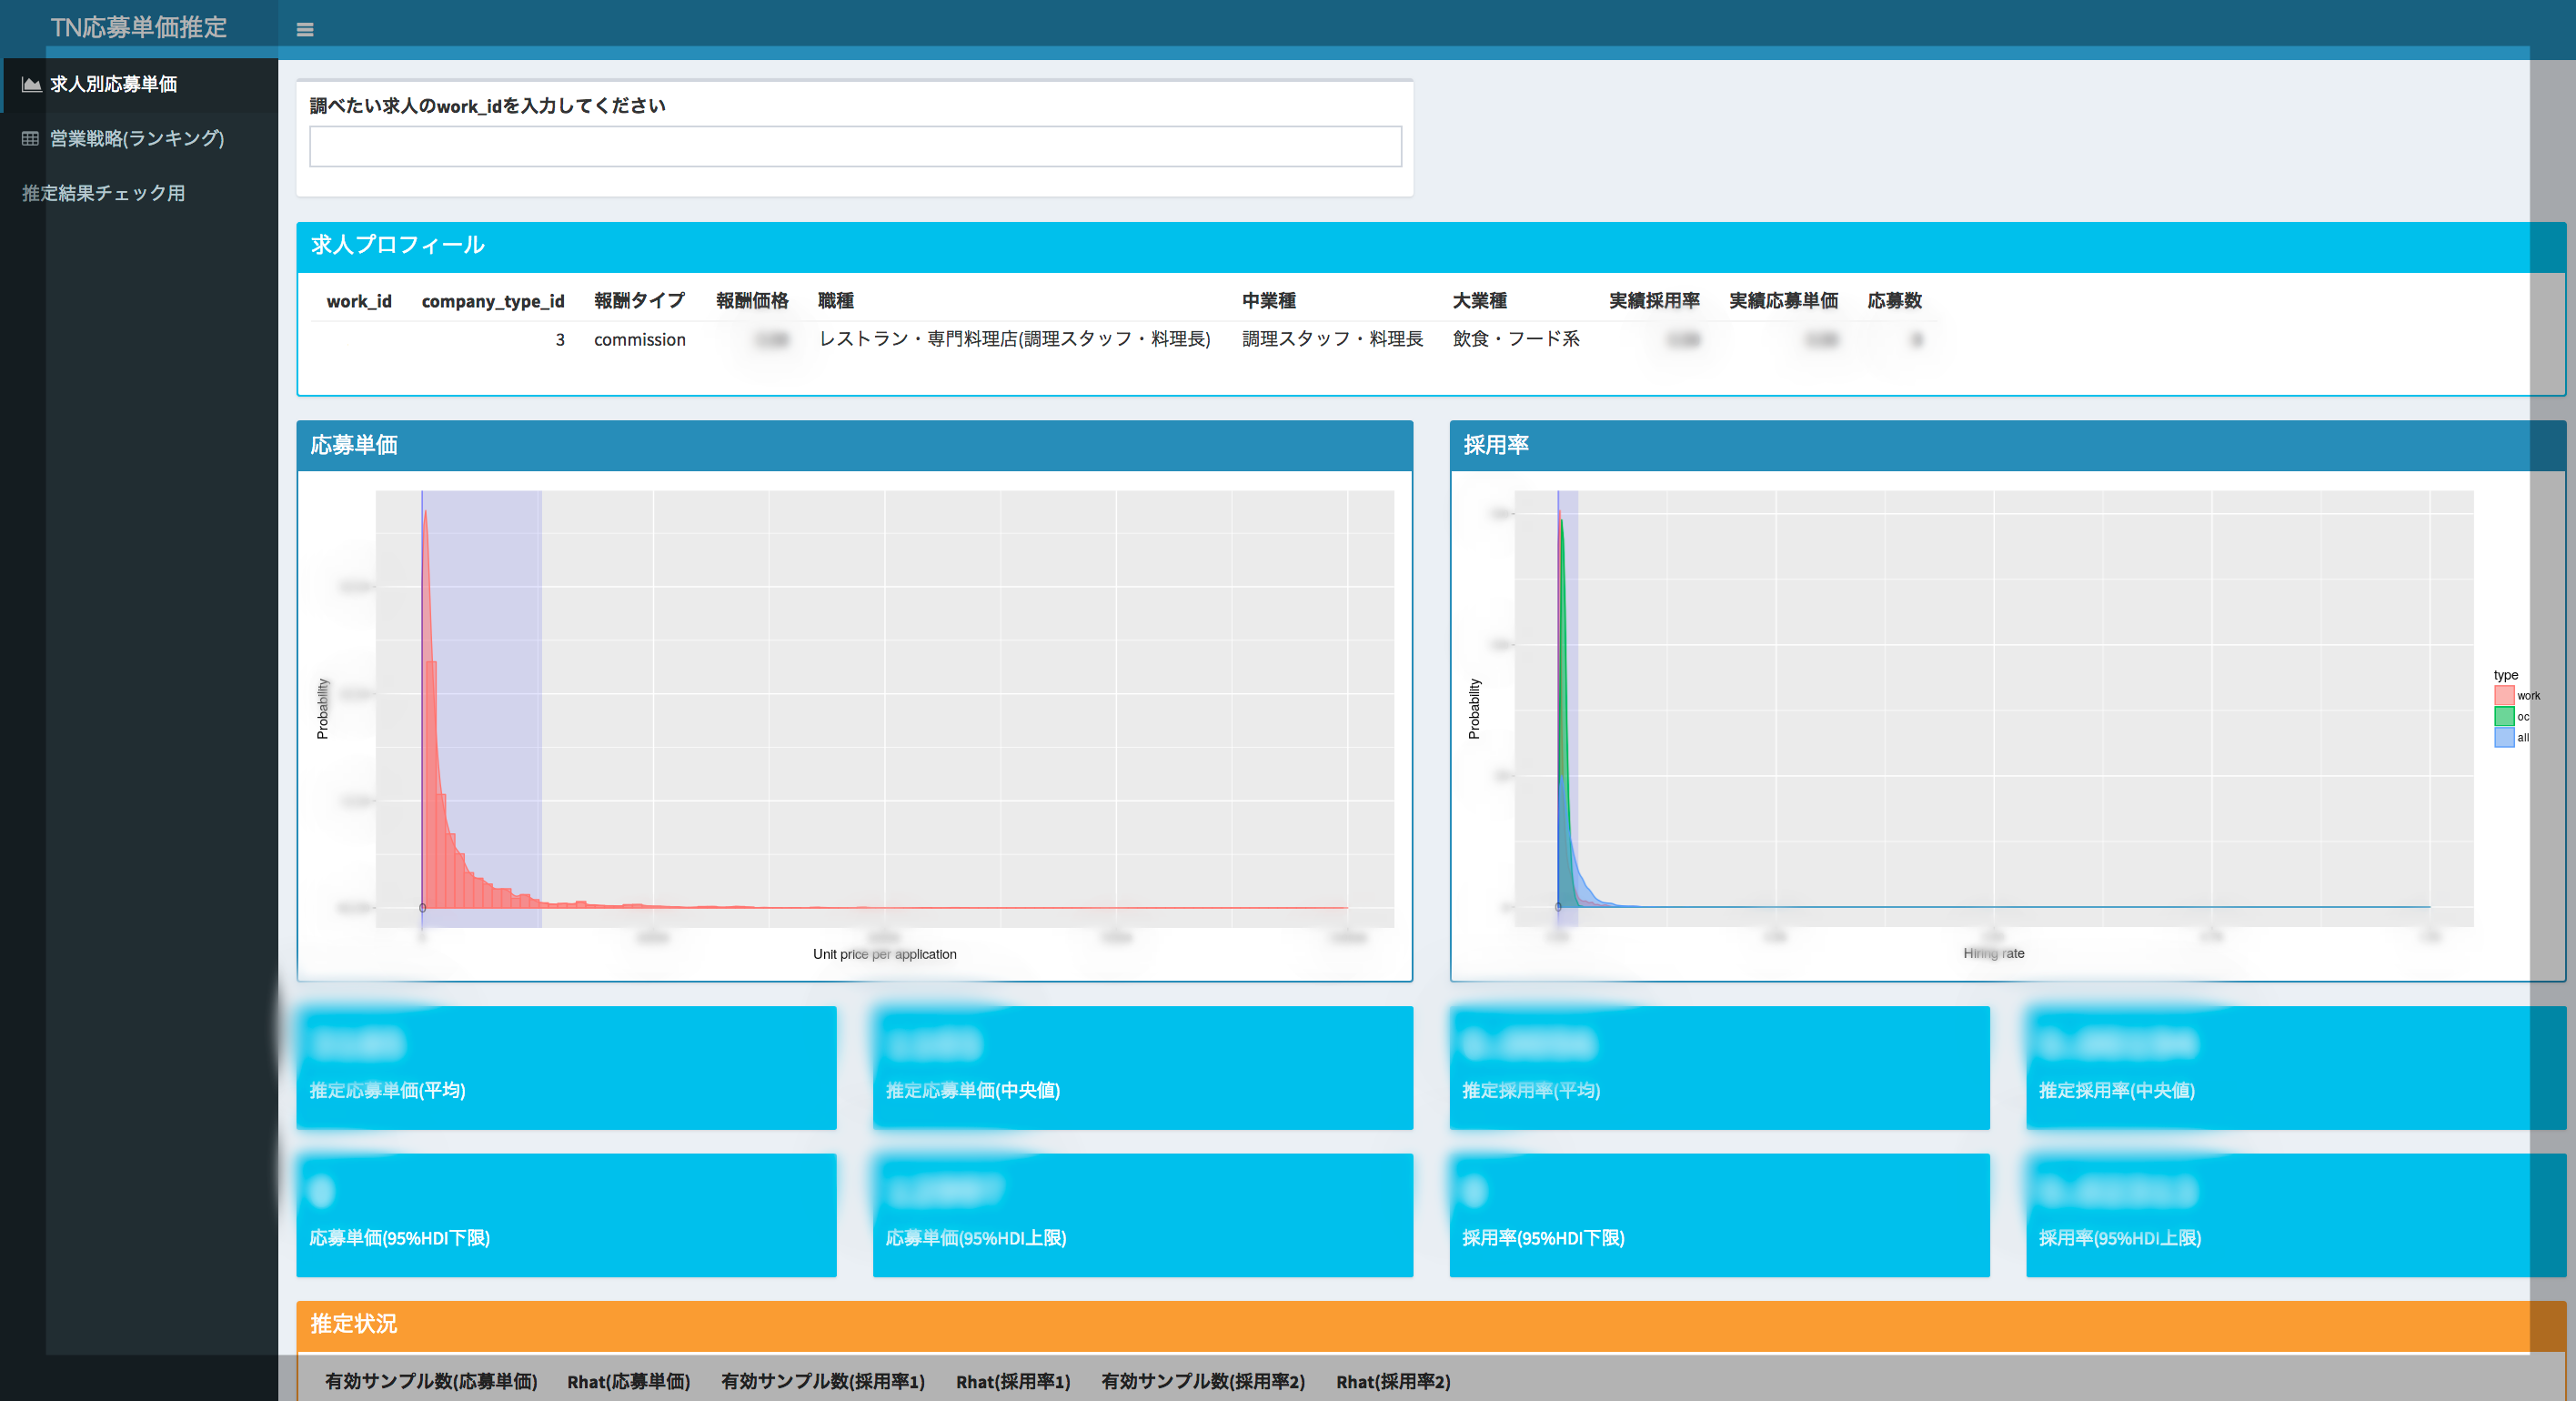 TN応募単価推定
求人別応募単価
営業戦略(ランキング)
推定結果チェック用
調べたい求人のwork_idを入力してください
求人プロフィール
work_id company_type_id 報酬タイプ 報酬価格 職種 中業種 大業種 実績採用率 実績応募単価 応募数
3 commission レストラン・専門料理店(調理スタッフ・料理長) 調理スタッフ・料理長 飲食・フード系
応募単価
Probability
Unit price per application
採用率
Probability
Hiring rate
type
work
oc
all
推定応募単価(平均)
推定応募単価(中央値)
推定採用率(平均)
推定採用率(中央値)
0
応募単価(95%HDI下限)
応募単価(95%HDI上限)
採用率(95%HDI下限)
採用率(95%HDI上限)
推定状況
有効サンプル数(応募単価) Rhat(応募単価) 有効サンプル数(採用率1) Rhat(採用率1) 有効サンプル数(採用率2) Rhat(採用率2)